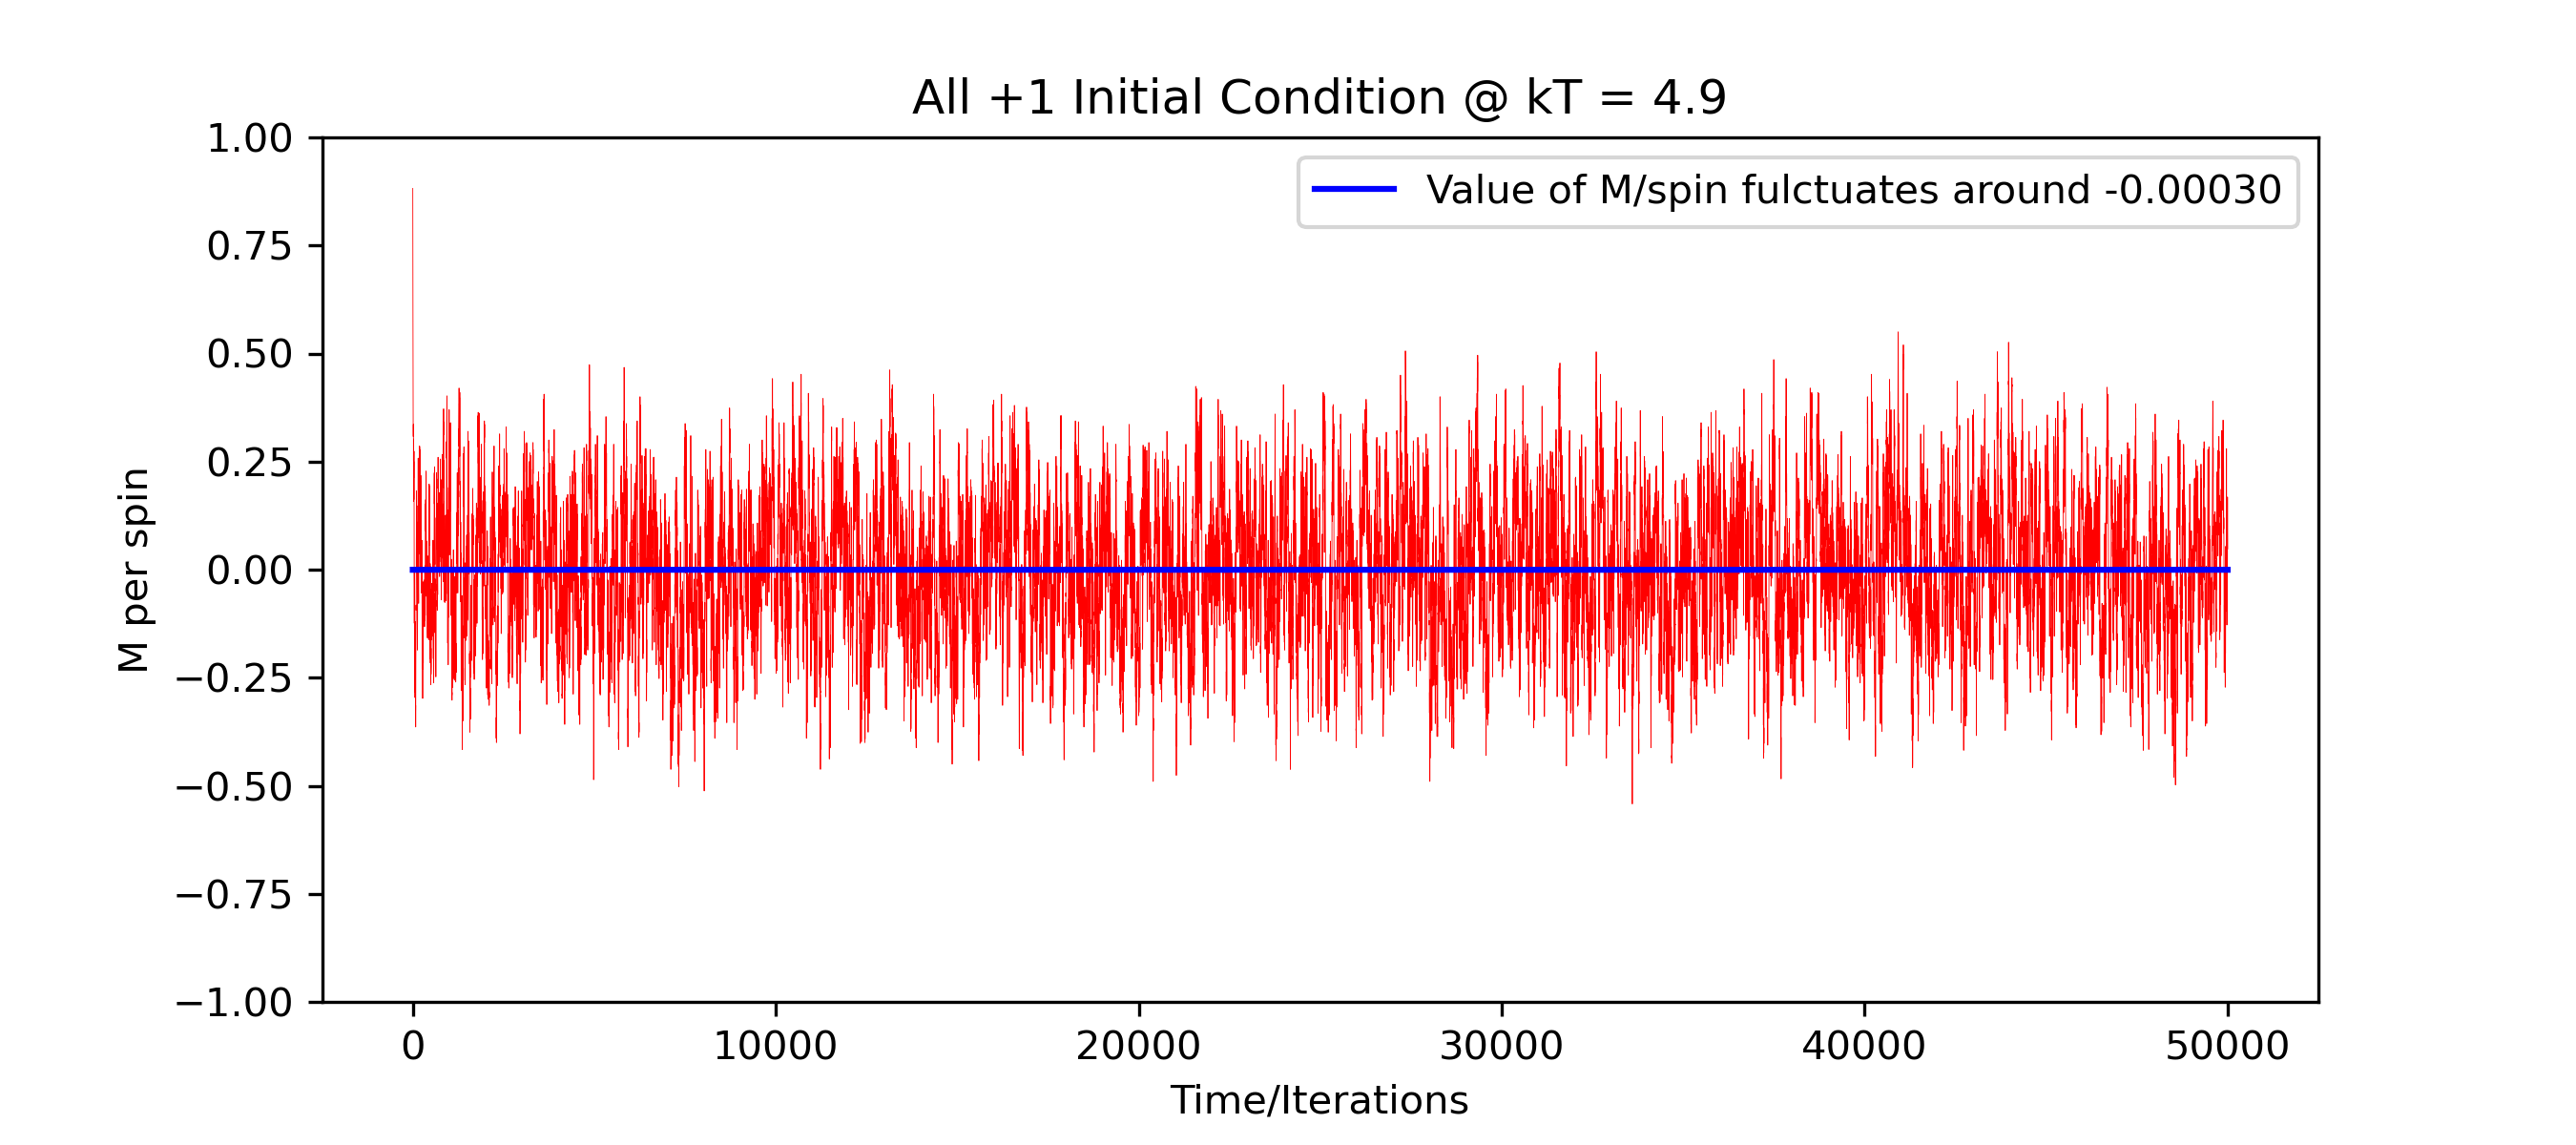 All +1 Initial Condition @ kT = 4.9
Value of M/spin fulctuates around -0.00030
M per spin
1.00
0.75
0.50
0.25
0.00
−0.25
−0.50
−0.75
−1.00
0 10000 20000 30000 40000 50000
Time/Iterations